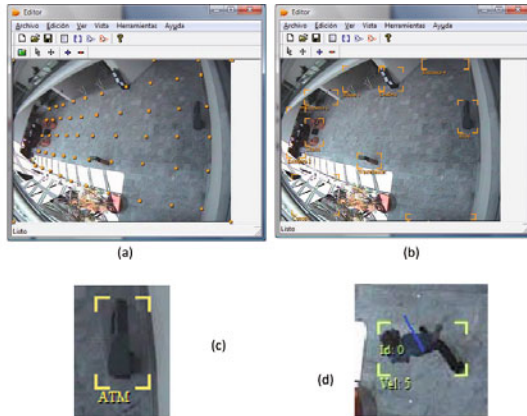 Editor
Editor
Archivo Edición Ver Vista Herramientas Ayuda
Archivo Edición Ver Vista Herramientas Ayuda
Listo
Listo
(a)
(b)
ATM
(c)
Id: 0
Vel: 5
(d)